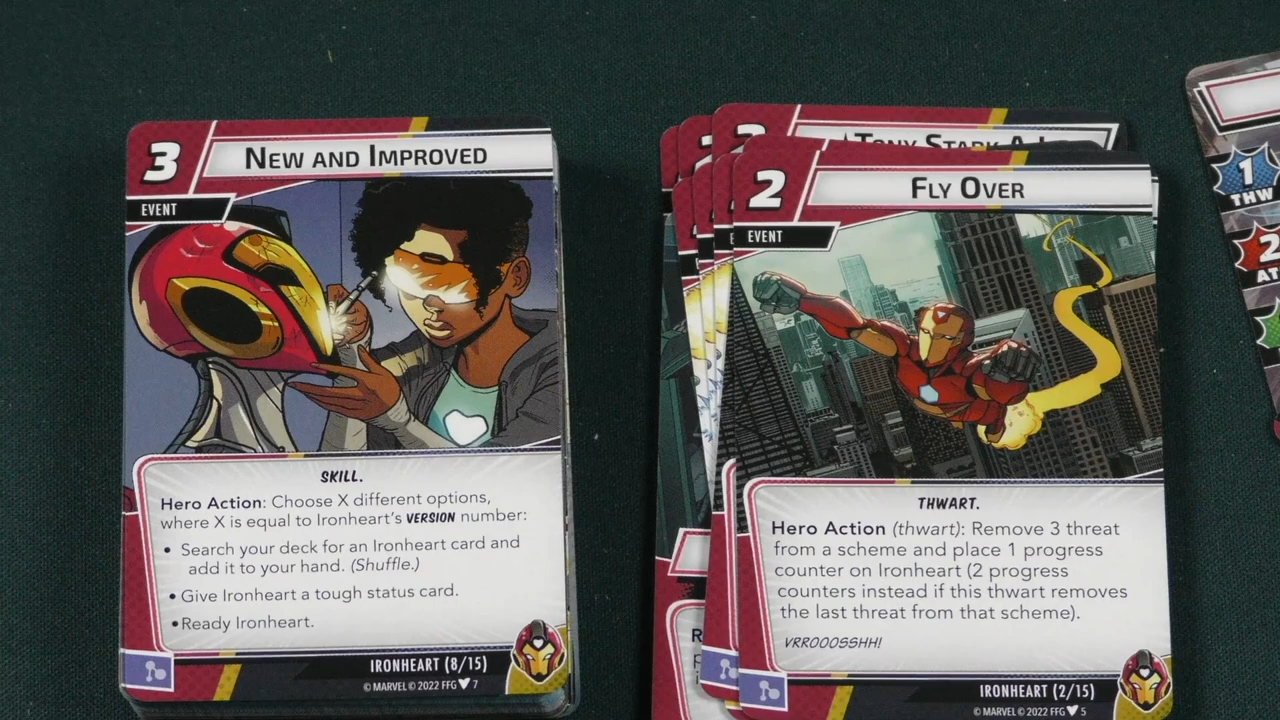 3
NEW AND IMPROVED
EVENT
SKILL.
Hero Action: Choose X different options,
where X is equal to Ironheart's VERSION number:
• Search your deck for an Ironheart card and
add it to your hand. (Shuffle.)
• Give Ironheart a tough status card.
• Ready Ironheart.
IRONHEART (8/15)
© MARVEL © 2022 FFG 7
TONY STARK A.I.
2
FLY OVER
EVENT
THWART.
Hero Action (thwart): Remove 3 threat
from a scheme and place 1 progress
counter on Ironheart (2 progress
counters instead if this thwart removes
the last threat from that scheme).
VRROOOSSHH!
IRONHEART (2/15)
© MARVEL © 2022 FFG 5
1
THW
2